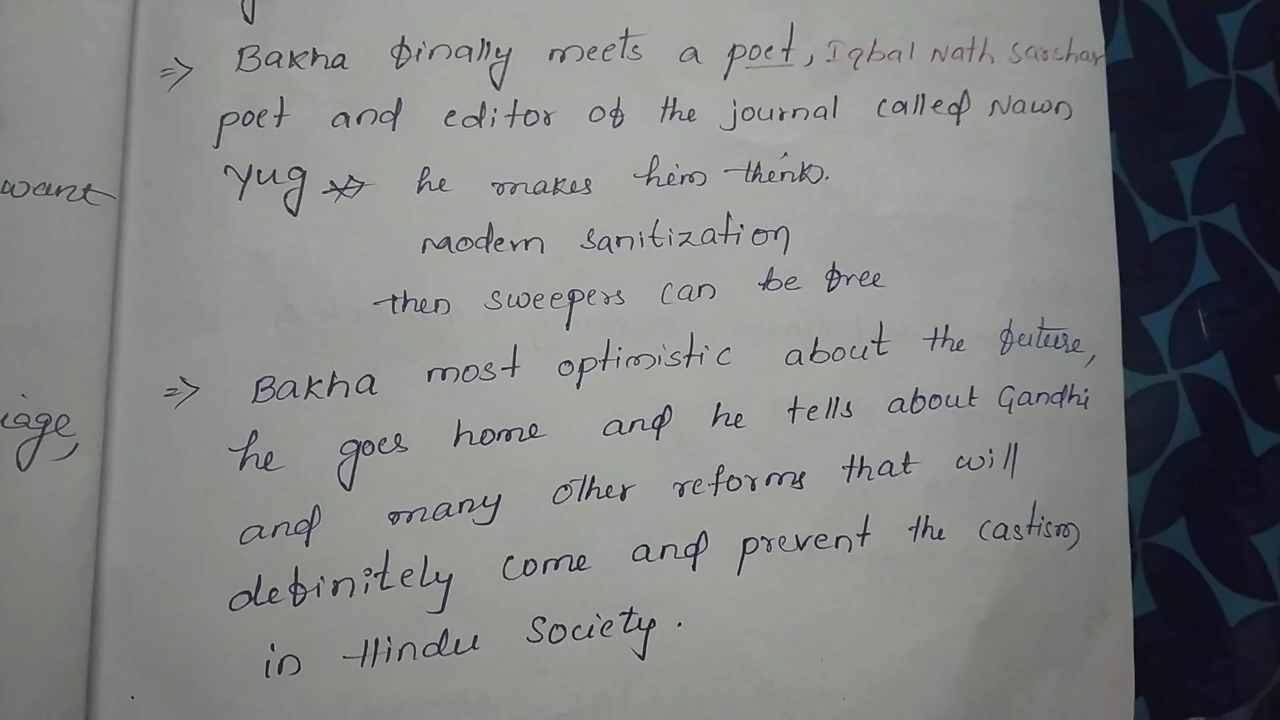 want
iage,
⇒ Bakha finally meets a poet, Iqbal Nath Sarshar
poet and editor of the journal called Nawn
Yug he makes him think.
Modern sanitization
then sweepers can be free
⇒ Bakha most optimistic about the future,
he goes home and he tells about Gandhi
and many other reforms that will
definitely come and prevent the castism
in Hindu Society.